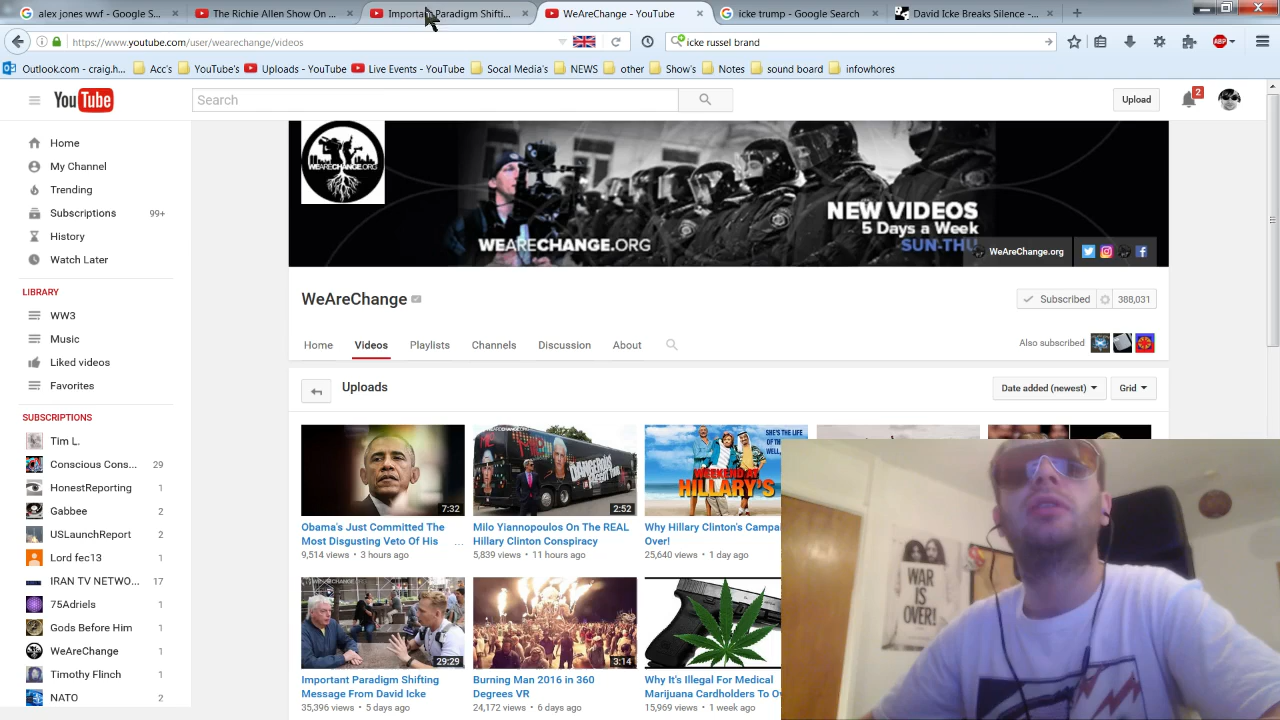 alex jones wwf - Google S...
The Richie Allen Show On ...
Important Paradigm Shifti...
WeAreChange - YouTube
icke trump - Google Search
David Icke Breaks Silence - ...
https://www.youtube.com/user/wearechange/videos
icke russel brand
ABP
Outlook.com - craig.h...
Acc's
YouTube's
Uploads - YouTube
Live Events - YouTube
Socal Media's
NEWS
other
Show's
Notes
sound board
infowhores
YouTube
Search
Upload
2
Home
My Channel
Trending
Subscriptions 99+
History
Watch Later
LIBRARY
WW3
Music
Liked videos
Favorites
SUBSCRIPTIONS
Tim L.
Conscious Cons... 29
HonestReporting 1
Gabbee 2
USLaunchReport 2
Lord fec13 1
IRAN TV NETWO... 17
75Adriels 1
Gods Before Him 1
WeAreChange 1
Timothy Flinch 1
NATO 2
WEARECHANGE.ORG
WEARECHANGE.ORG
NEW VIDEOS
5 Days a Week
SUN-THU
WeAreChange.org
WeAreChange
Subscribed 388,031
Home Videos Playlists Channels Discussion About
Also subscribed
Uploads
Date added (newest)
Grid
7:32
Obama's Just Committed The
Most Disgusting Veto Of His ...
9,514 views • 3 hours ago
DANGEROUS
2:52
Milo Yiannopoulos On The REAL
Hillary Clinton Conspiracy
5,839 views • 11 hours ago
SHE'S THE LIFE
WEEKEND AT
HILLARY'S
Why Hillary Clinton's Campa
Over!
25,640 views • 1 day ago
29:29
Important Paradigm Shifting
Message From David Icke
35,396 views • 5 days ago
3:14
Burning Man 2016 in 360
Degrees VR
24,172 views • 6 days ago
Why It's Illegal For Medical
Marijuana Cardholders To O
15,969 views • 1 week ago
WAR
IS
OVER!